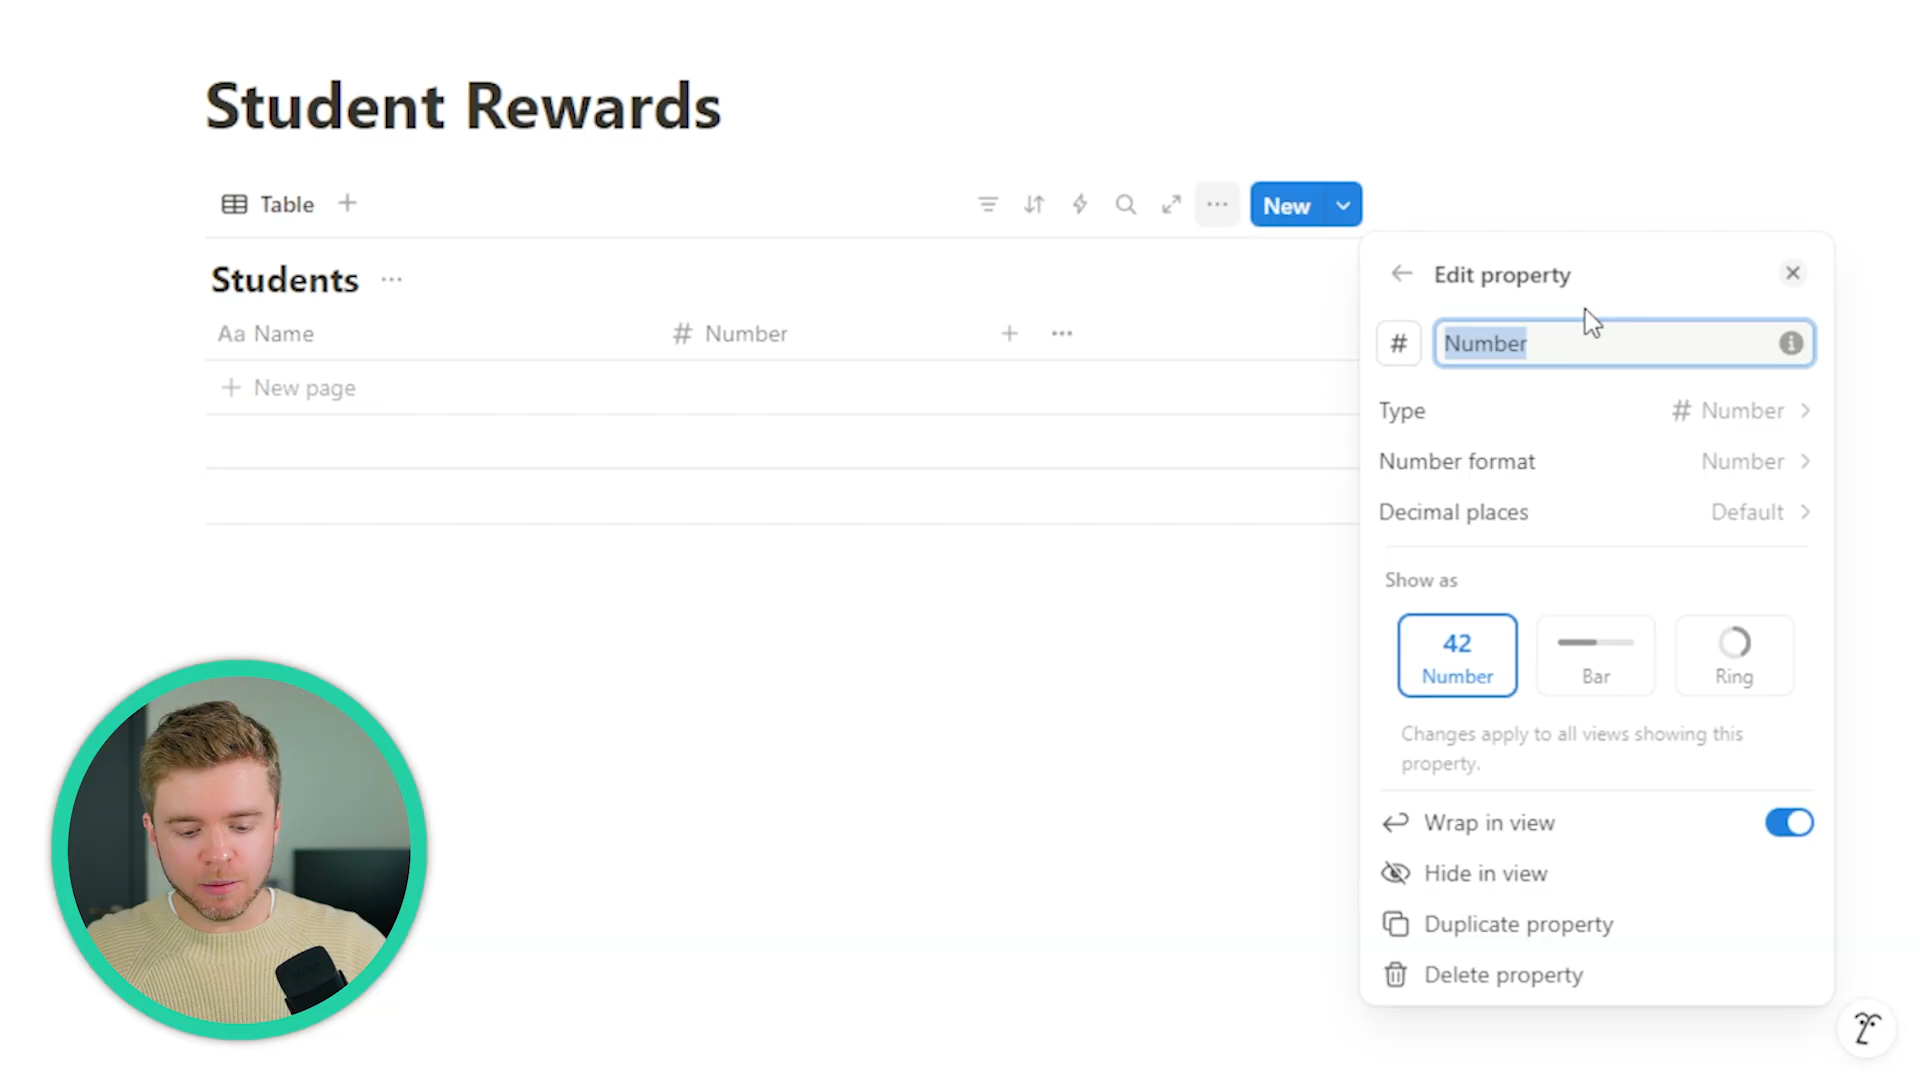 Student Rewards
Table
New
Students
Aa Name
# Number
New page
Edit property
# Number
Type
# Number
Number format
Number
Decimal places
Default
Show as
42
Number
Bar
Ring
Changes apply to all views showing this
property.
Wrap in view
Hide in view
Duplicate property
Delete property